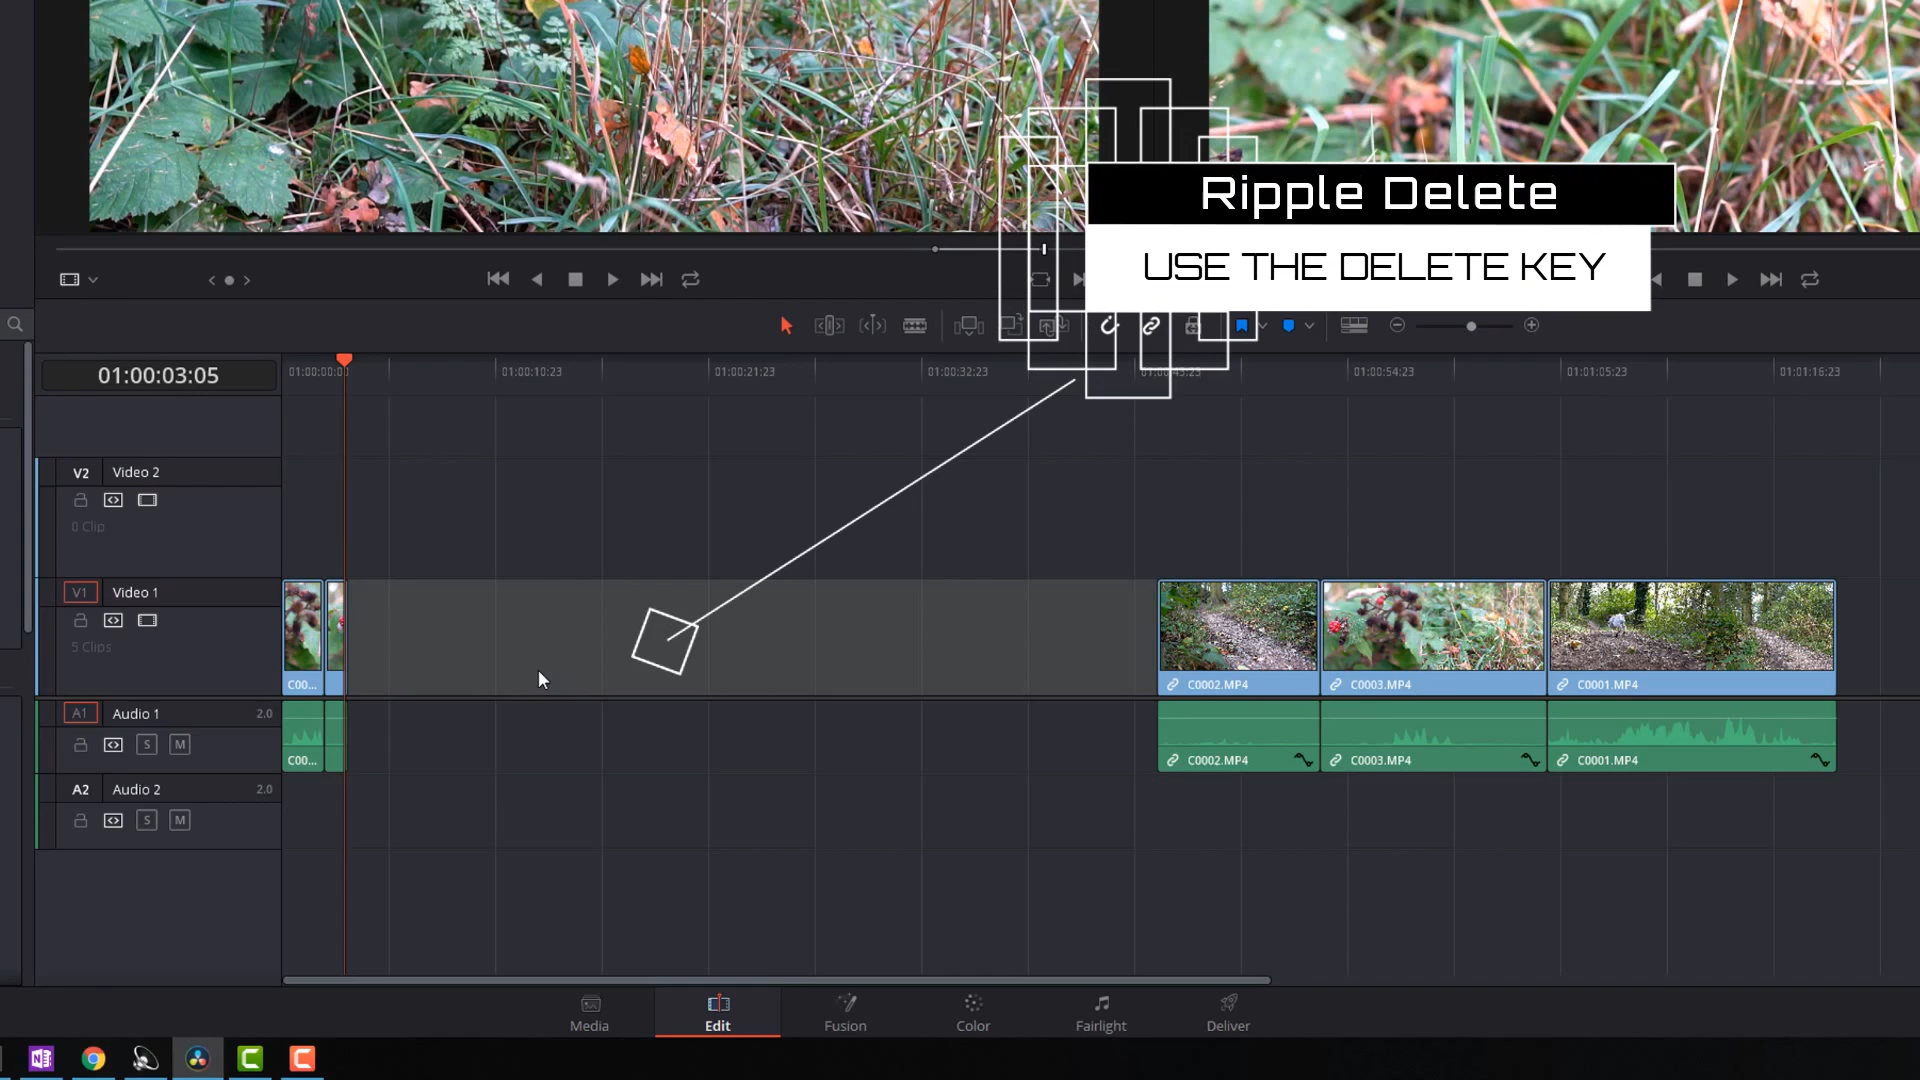 Ripple Delete
USE THE DELETE KEY
01:00:03:05
01:00:00:0
01:00:10:23
01:00:21:23
01:00:32:23
01:00:54:23
01:01:05:23
01:01:16:23
V2 Video 2
0 Clip
V1 Video 1
5 Clips
C00...
C0002.MP4
C0003.MP4
C0001.MP4
A1 Audio 1 2.0
S M
C00...
C0002.MP4
C0003.MP4
C0001.MP4
A2 Audio 2 2.0
S M
Media
Edit
Fusion
Color
Fairlight
Deliver
N
C
C